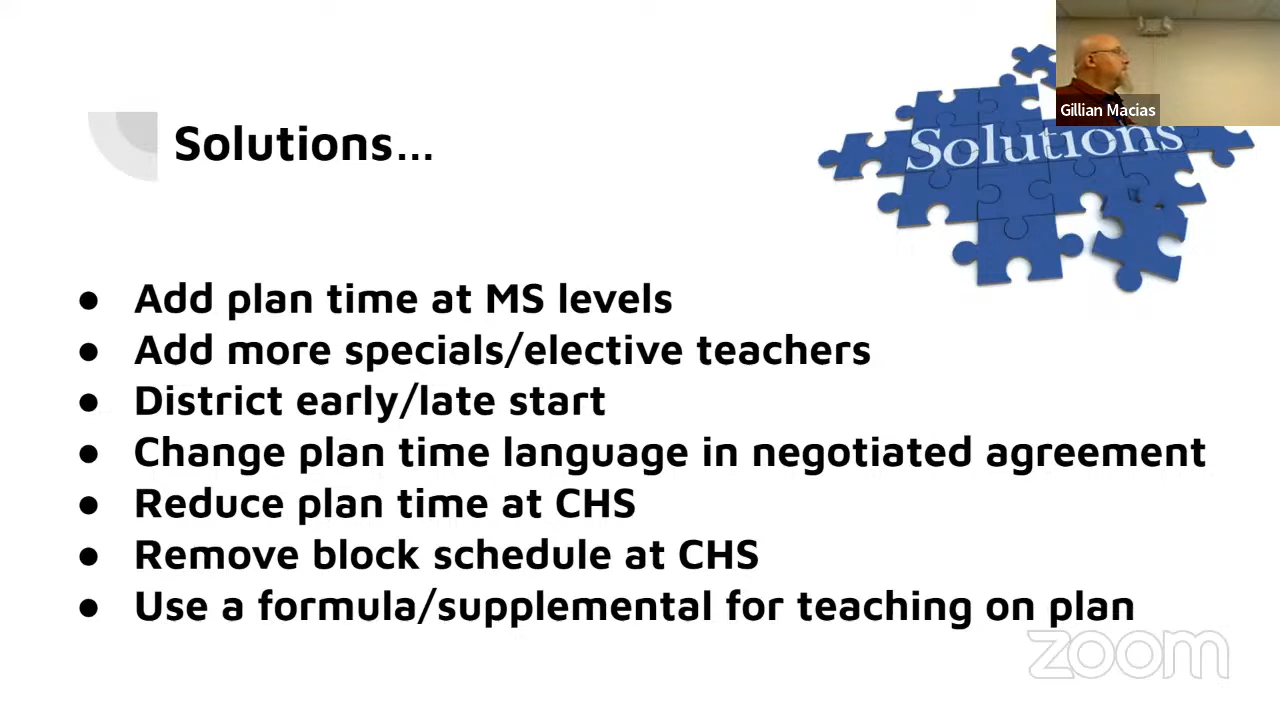 Gillian Macias
Solutions
Solutions...
● Add plan time at MS levels
● Add more specials/elective teachers
● District early/late start
● Change plan time language in negotiated agreement
● Reduce plan time at CHS
● Remove block schedule at CHS
● Use a formula/supplemental for teaching on plan
zoom